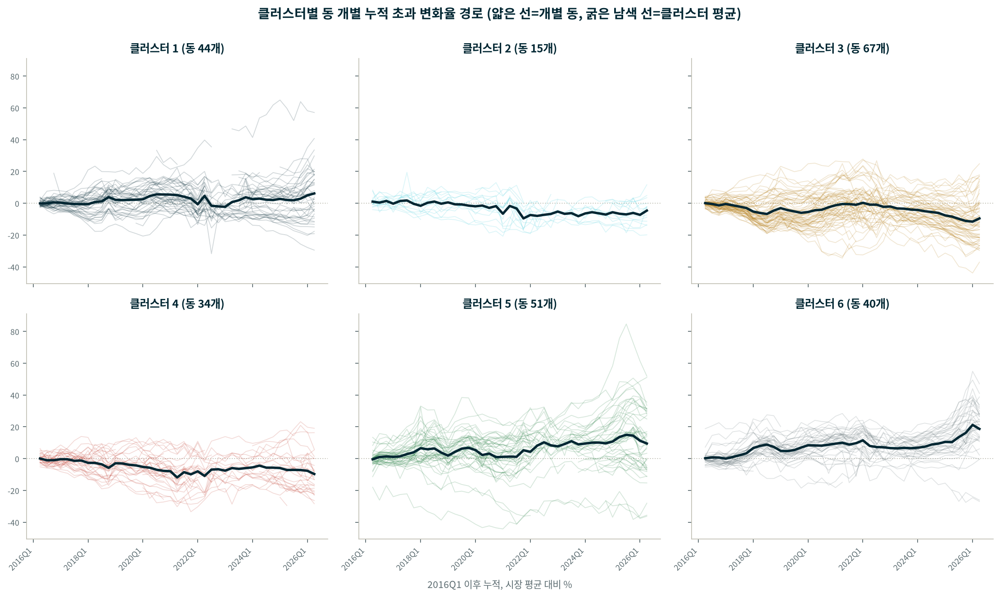 클러스터별 동 개별 누적 초과 변화율 경로 (얇은 선=개별 동, 굵은 남색 선=클러스터 평균)
클러스터 1 (동 44개)
클러스터 2 (동 15개)
클러스터 3 (동 67개)
80
60
40
20
0
-20
-40
클러스터 4 (동 34개)
클러스터 5 (동 51개)
클러스터 6 (동 40개)
80
60
40
20
0
-20
-40
2016Q1 2018Q1 2020Q1 2022Q1 2024Q1 2026Q1
2016Q1 2018Q1 2020Q1 2022Q1 2024Q1 2026Q1
2016Q1 2018Q1 2020Q1 2022Q1 2024Q1 2026Q1
2016Q1 이후 누적, 시장 평균 대비 %